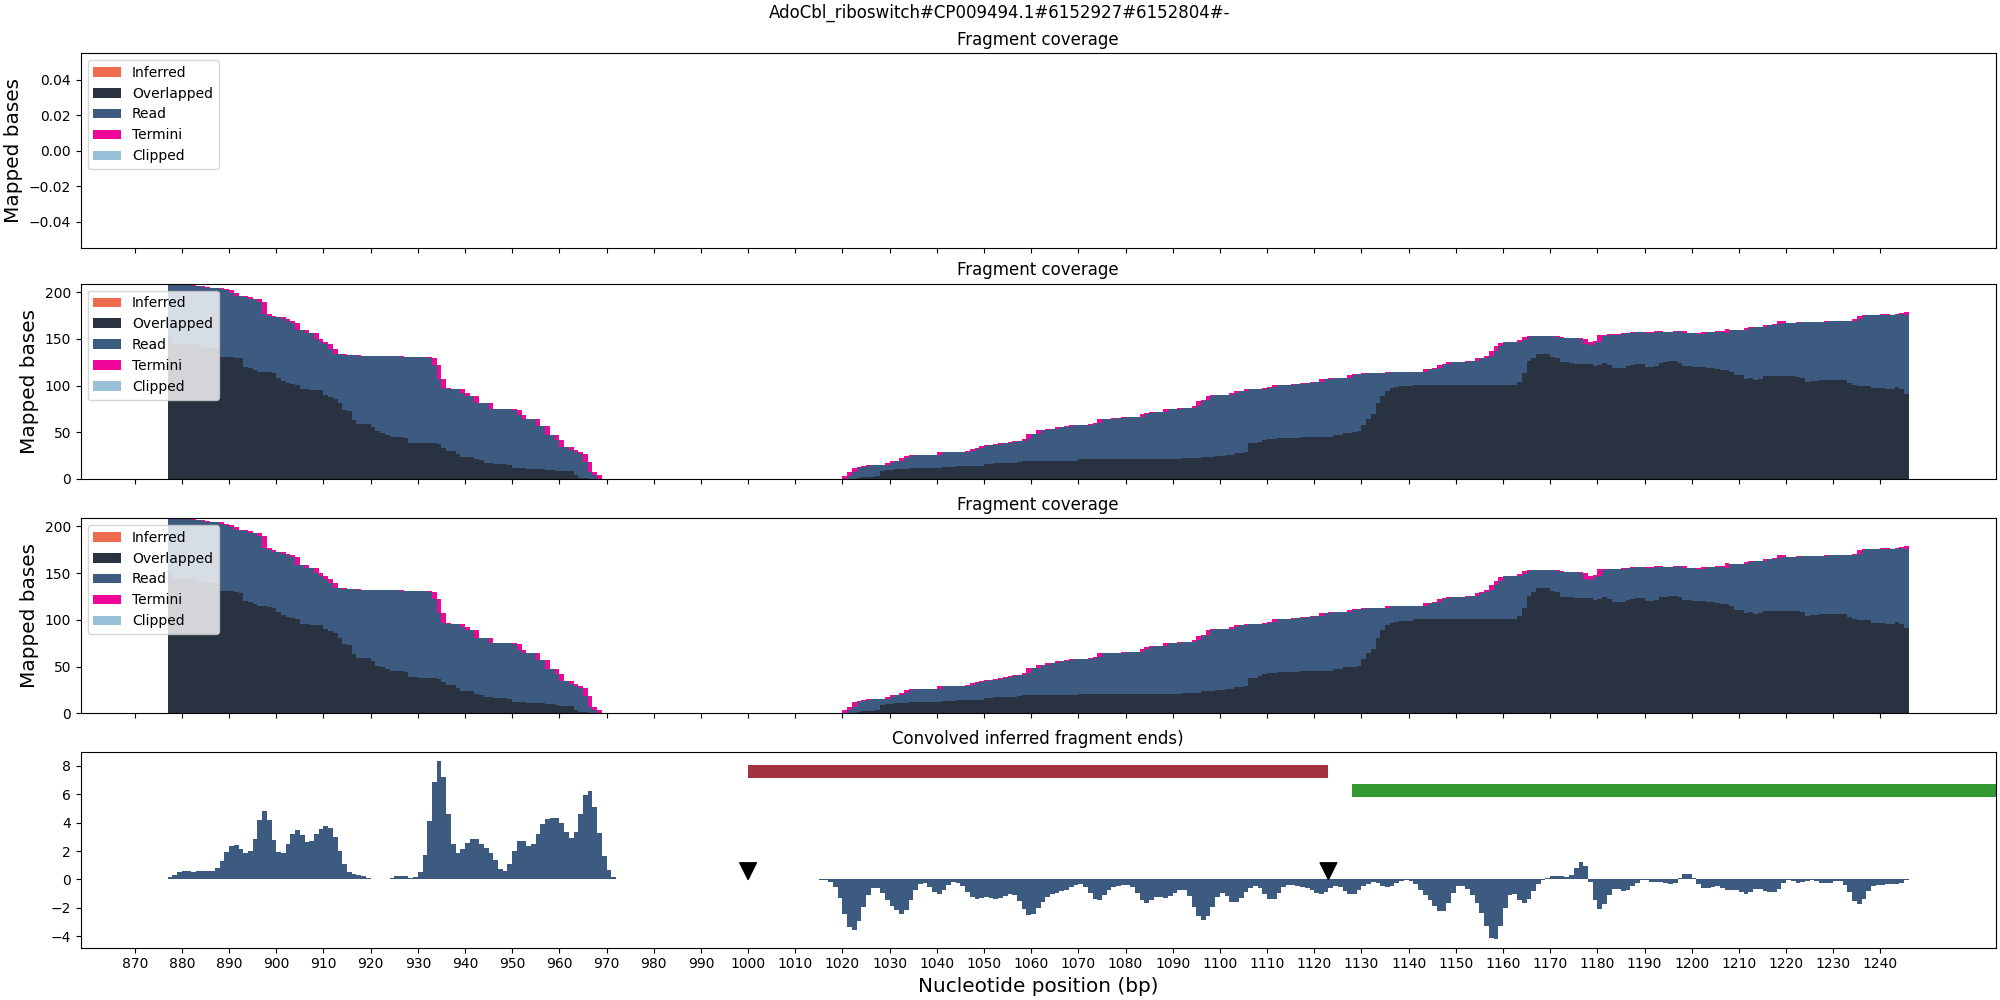 AdoCbl_riboswitch#CP009494.1#6152927#6152804#-
Fragment coverage
Mapped bases
0.04
0.02
0.00
−0.02
−0.04
Inferred
Overlapped
Read
Termini
Clipped
Fragment coverage
Mapped bases
200
150
100
50
0
Inferred
Overlapped
Read
Termini
Clipped
Fragment coverage
Mapped bases
200
150
100
50
0
Inferred
Overlapped
Read
Termini
Clipped
Convolved inferred fragment ends)
8
6
4
2
0
−2
−4
870 880 890 900 910 920 930 940 950 960 970 980 990 1000 1010 1020 1030 1040 1050 1060 1070 1080 1090 1100 1110 1120 1130 1140 1150 1160 1170 1180 1190 1200 1210 1220 1230 1240
Nucleotide position (bp)